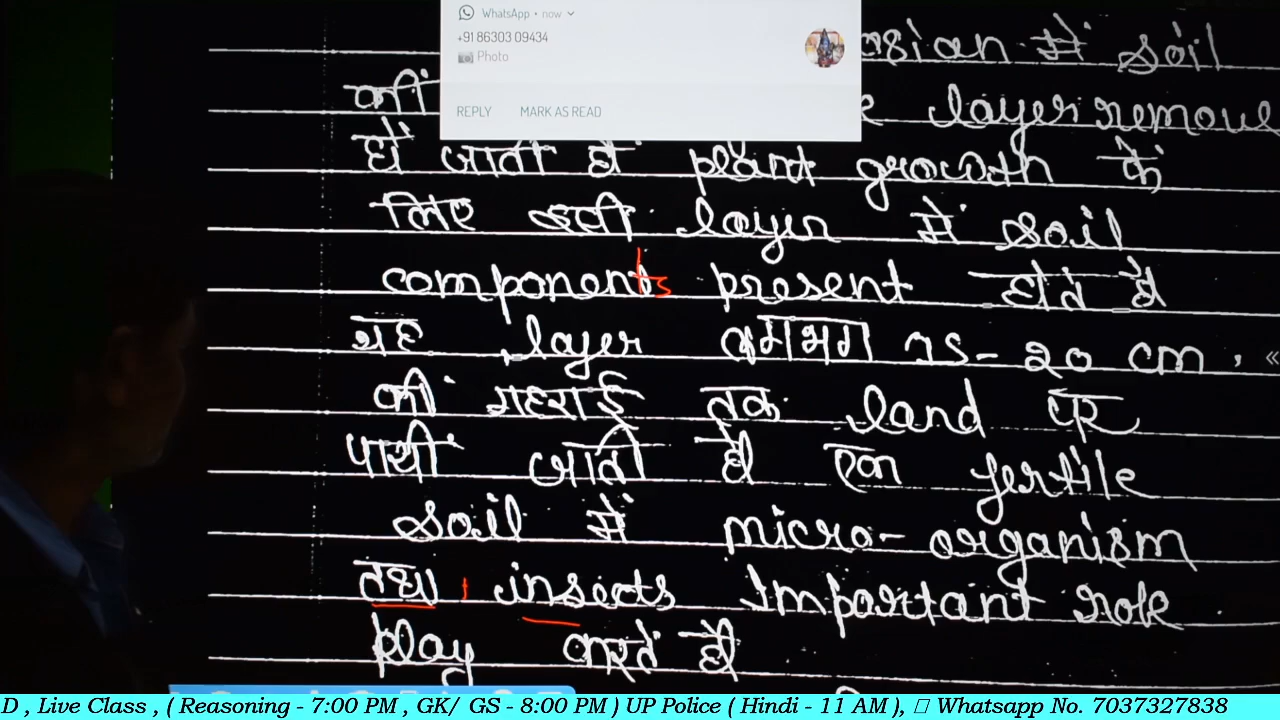 WhatsApp • now
+91 86303 09434
Photo
REPLY MARK AS READ
में soil
की layer remove
हो जाती है plant growth के
लिए इसी layer में soil
components present होते है
यह layer लगभग 15-20 cm
की गहराई तक land पर
पायी जाती है एक fertile
soil में micro-organism
तथा insects Important role
play करते है
D , Live Class , ( Reasoning - 7:00 PM , GK/ GS - 8:00 PM ) UP Police ( Hindi - 11 AM ), Whatsapp No. 7037327838